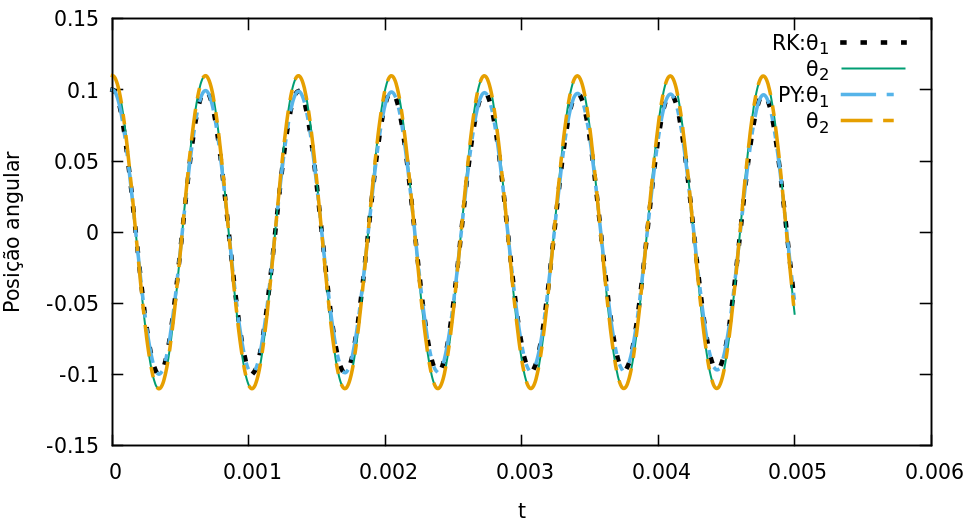 0.15
0.1
0.05
0
-0.05
-0.1
-0.15
Posição angular
RK:θ₁
θ₂
PY:θ₁
θ₂
0 0.001 0.002 0.003 0.004 0.005 0.006
t